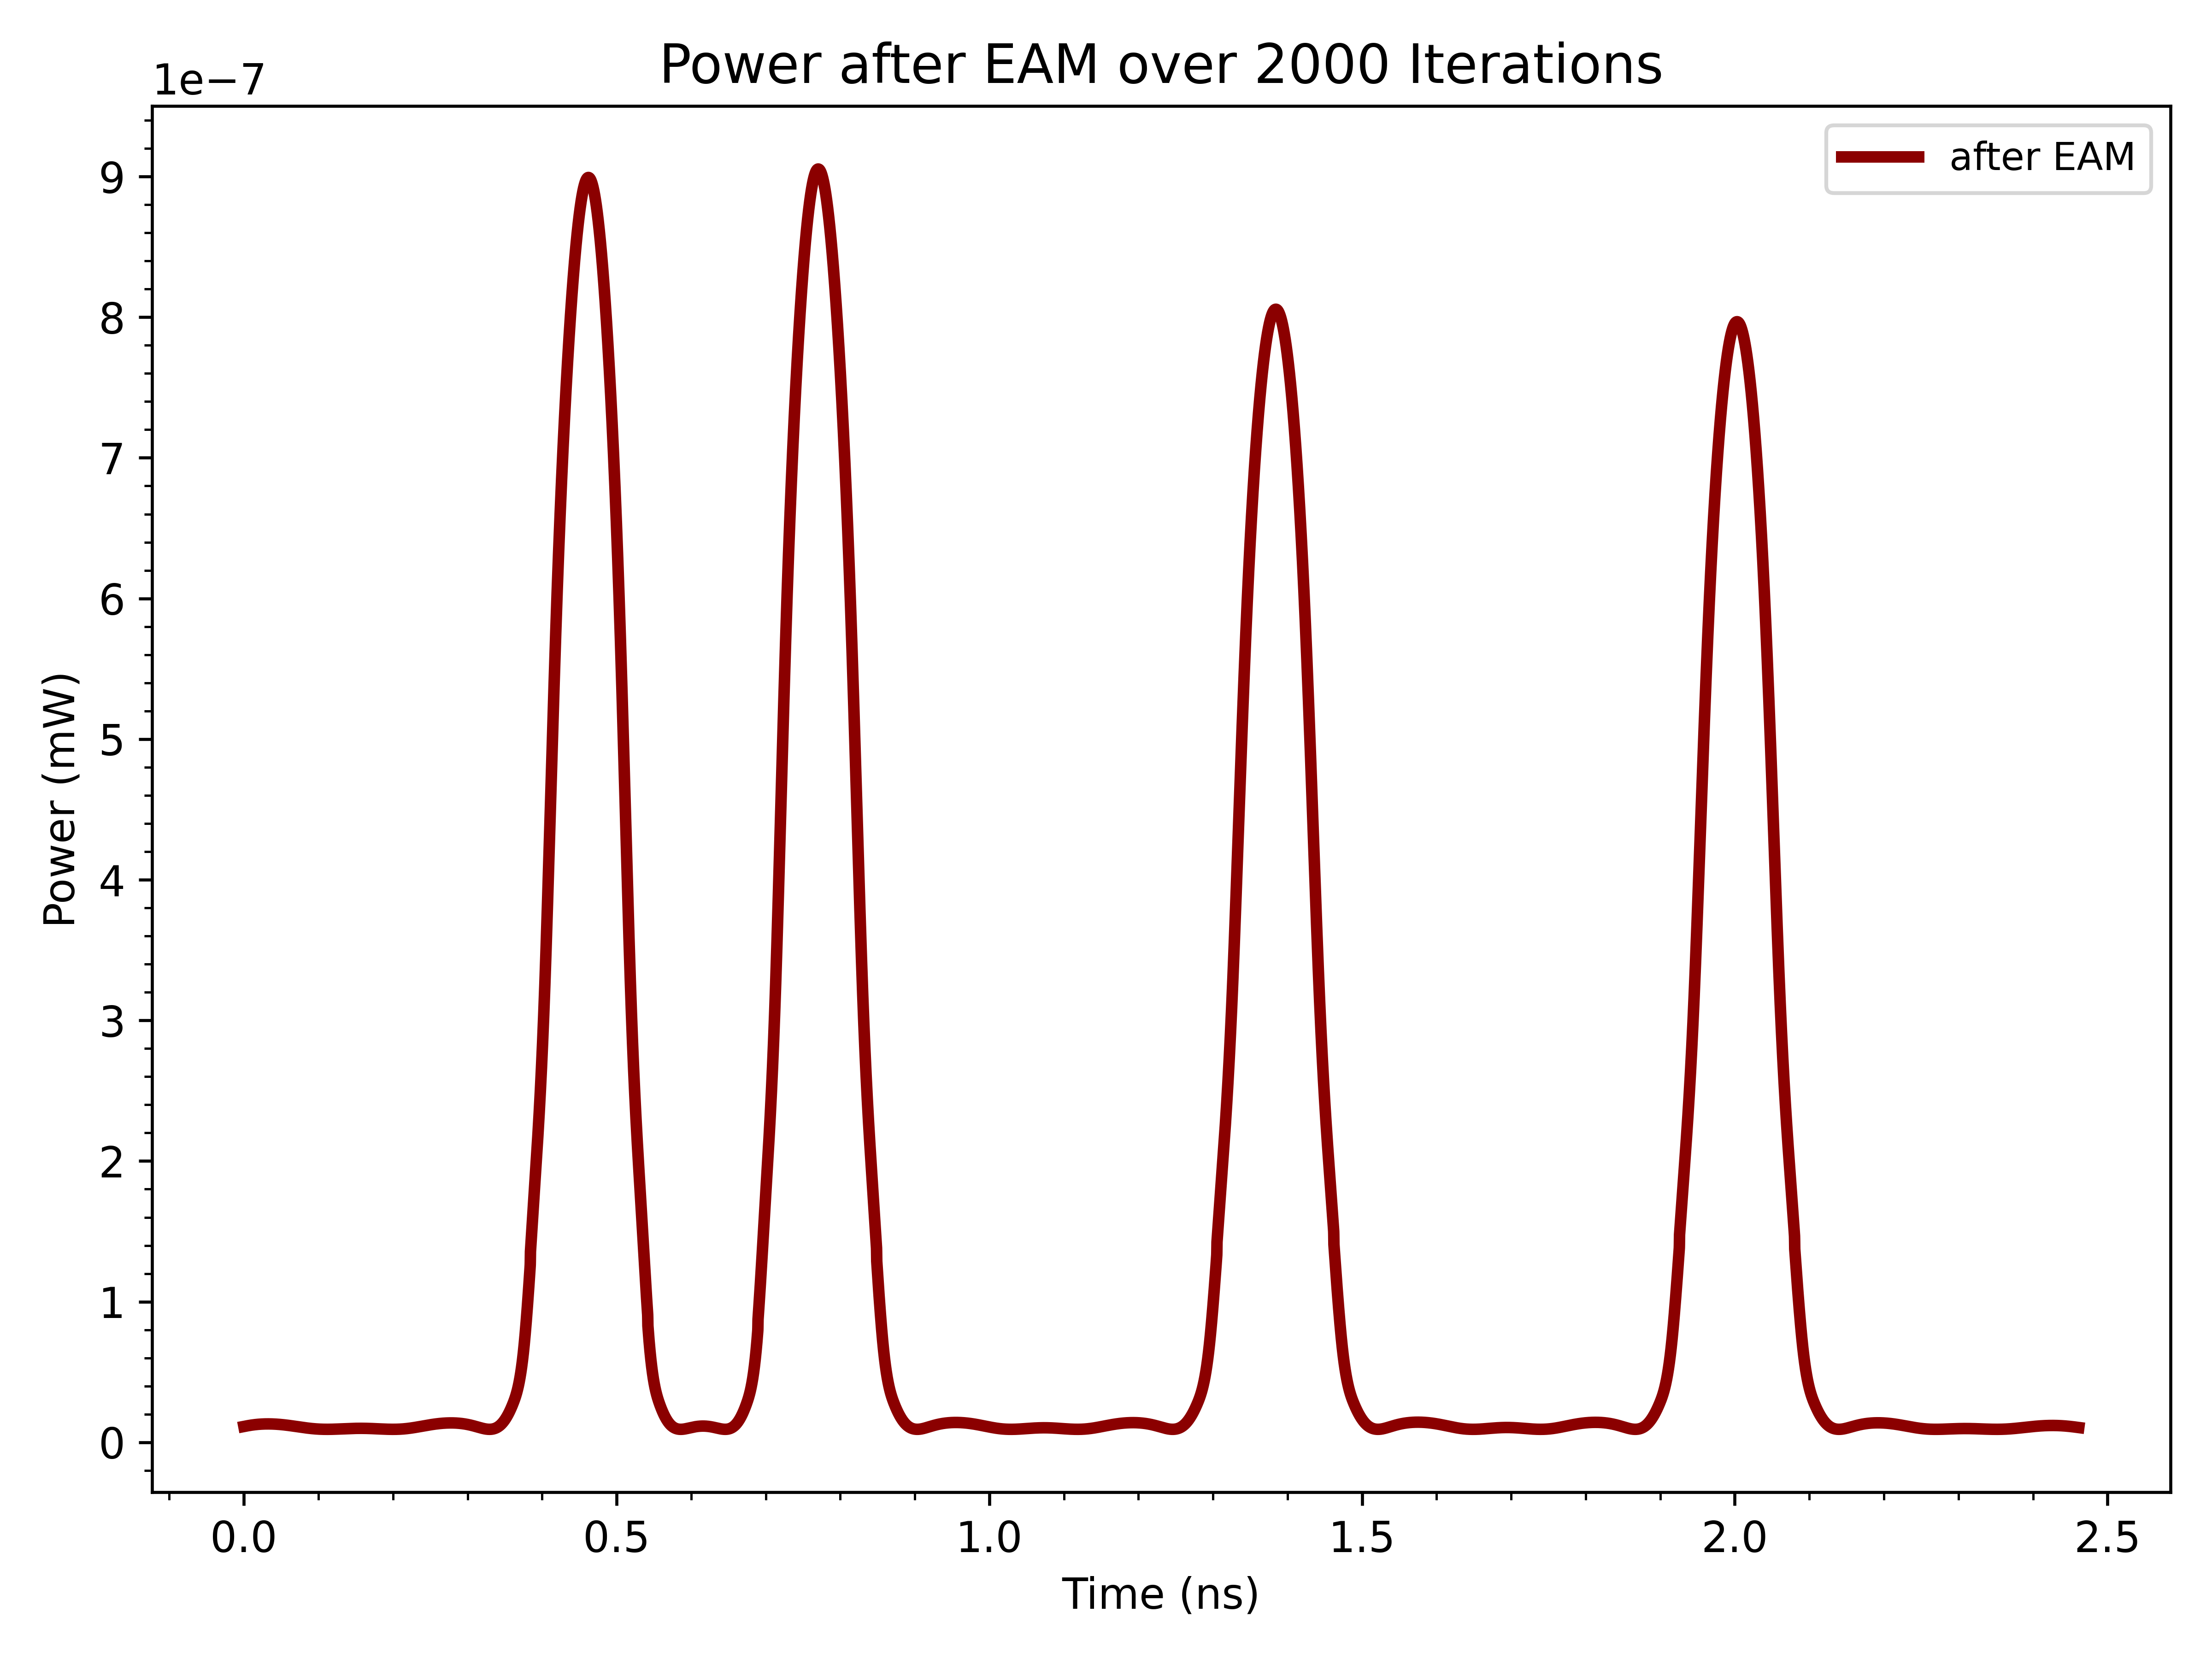 Power after EAM over 2000 Iterations
1e−7
after EAM
9
8
7
6
5
4
3
2
1
0
Power (mW)
0.0 0.5 1.0 1.5 2.0 2.5
Time (ns)